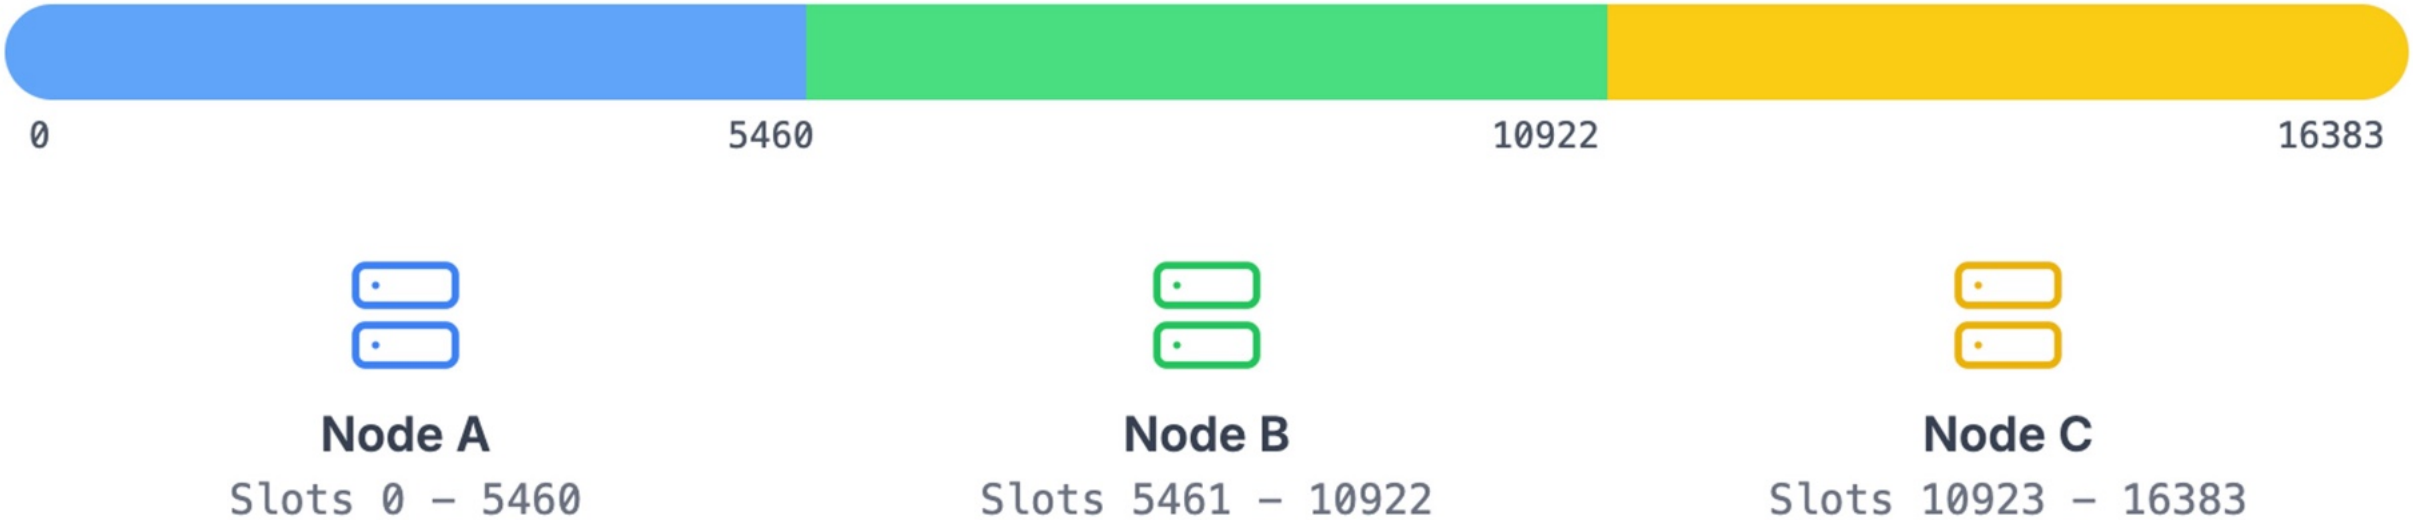 0 5460 10922 16383
Node A Node B Node C
Slots 0 – 5460 Slots 5461 – 10922 Slots 10923 – 16383